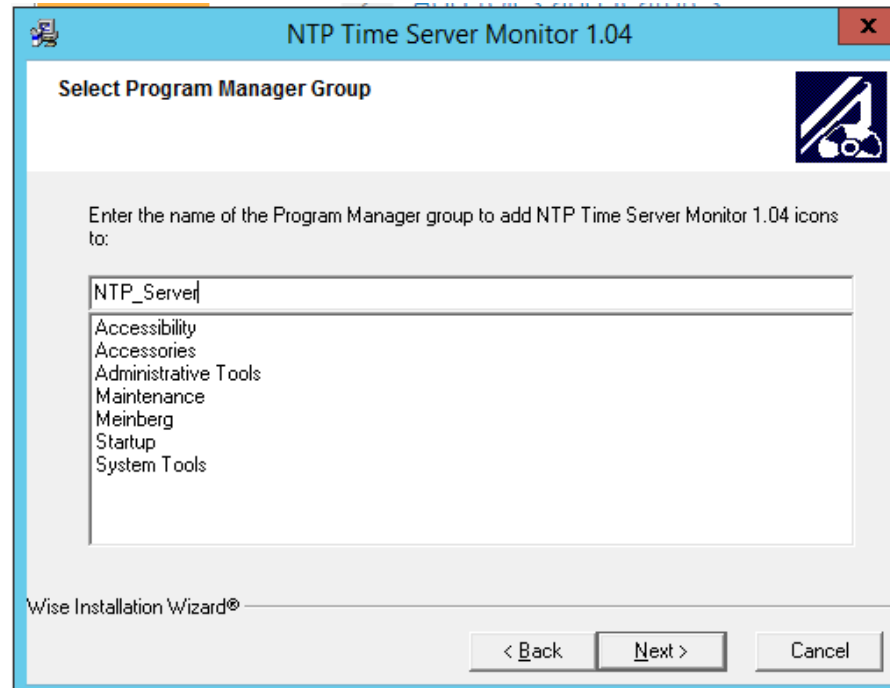 NTP Time Server Monitor 1.04
x
Select Program Manager Group
Enter the name of the Program Manager group to add NTP Time Server Monitor 1.04 icons
to:
NTP_Server
Accessibility
Accessories
Administrative Tools
Maintenance
Meinberg
Startup
System Tools
Wise Installation Wizard®
< Back
Next >
Cancel